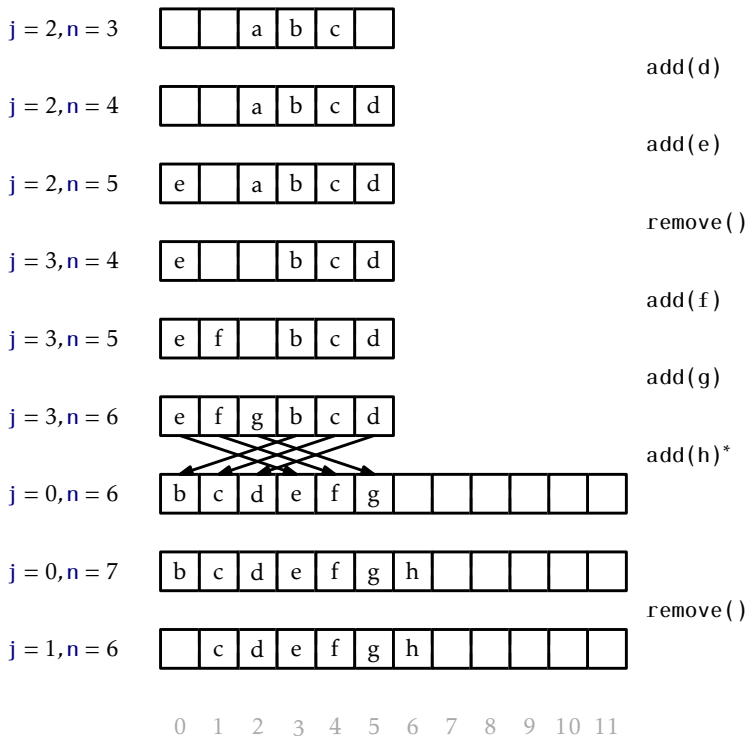 j = 2, n = 3 a b c
add(d)
j = 2, n = 4 a b c d
add(e)
j = 2, n = 5 e a b c d
remove()
j = 3, n = 4 e b c d
add(f)
j = 3, n = 5 e f b c d
add(g)
j = 3, n = 6 e f g b c d
add(h)*
j = 0, n = 6 b c d e f g
j = 0, n = 7 b c d e f g h
remove()
j = 1, n = 6 c d e f g h
0 1 2 3 4 5 6 7 8 9 10 11